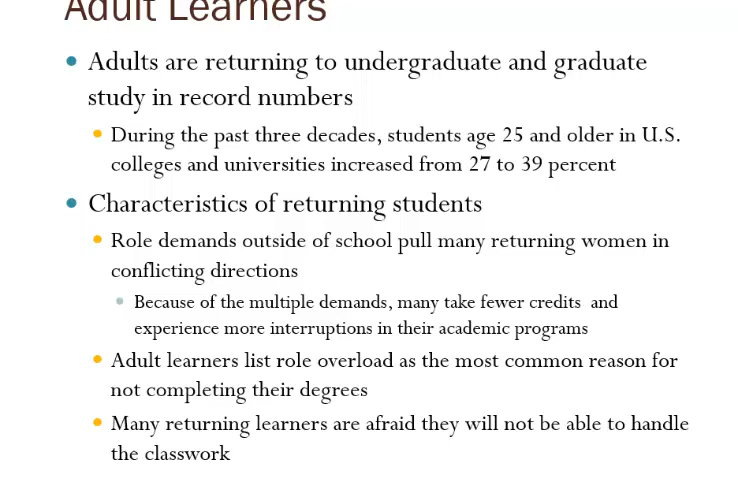 Adult Learners
• Adults are returning to undergraduate and graduate
study in record numbers
• During the past three decades, students age 25 and older in U.S.
colleges and universities increased from 27 to 39 percent
• Characteristics of returning students
• Role demands outside of school pull many returning women in
conflicting directions
• Because of the multiple demands, many take fewer credits and
experience more interruptions in their academic programs
• Adult learners list role overload as the most common reason for
not completing their degrees
• Many returning learners are afraid they will not be able to handle
the classwork